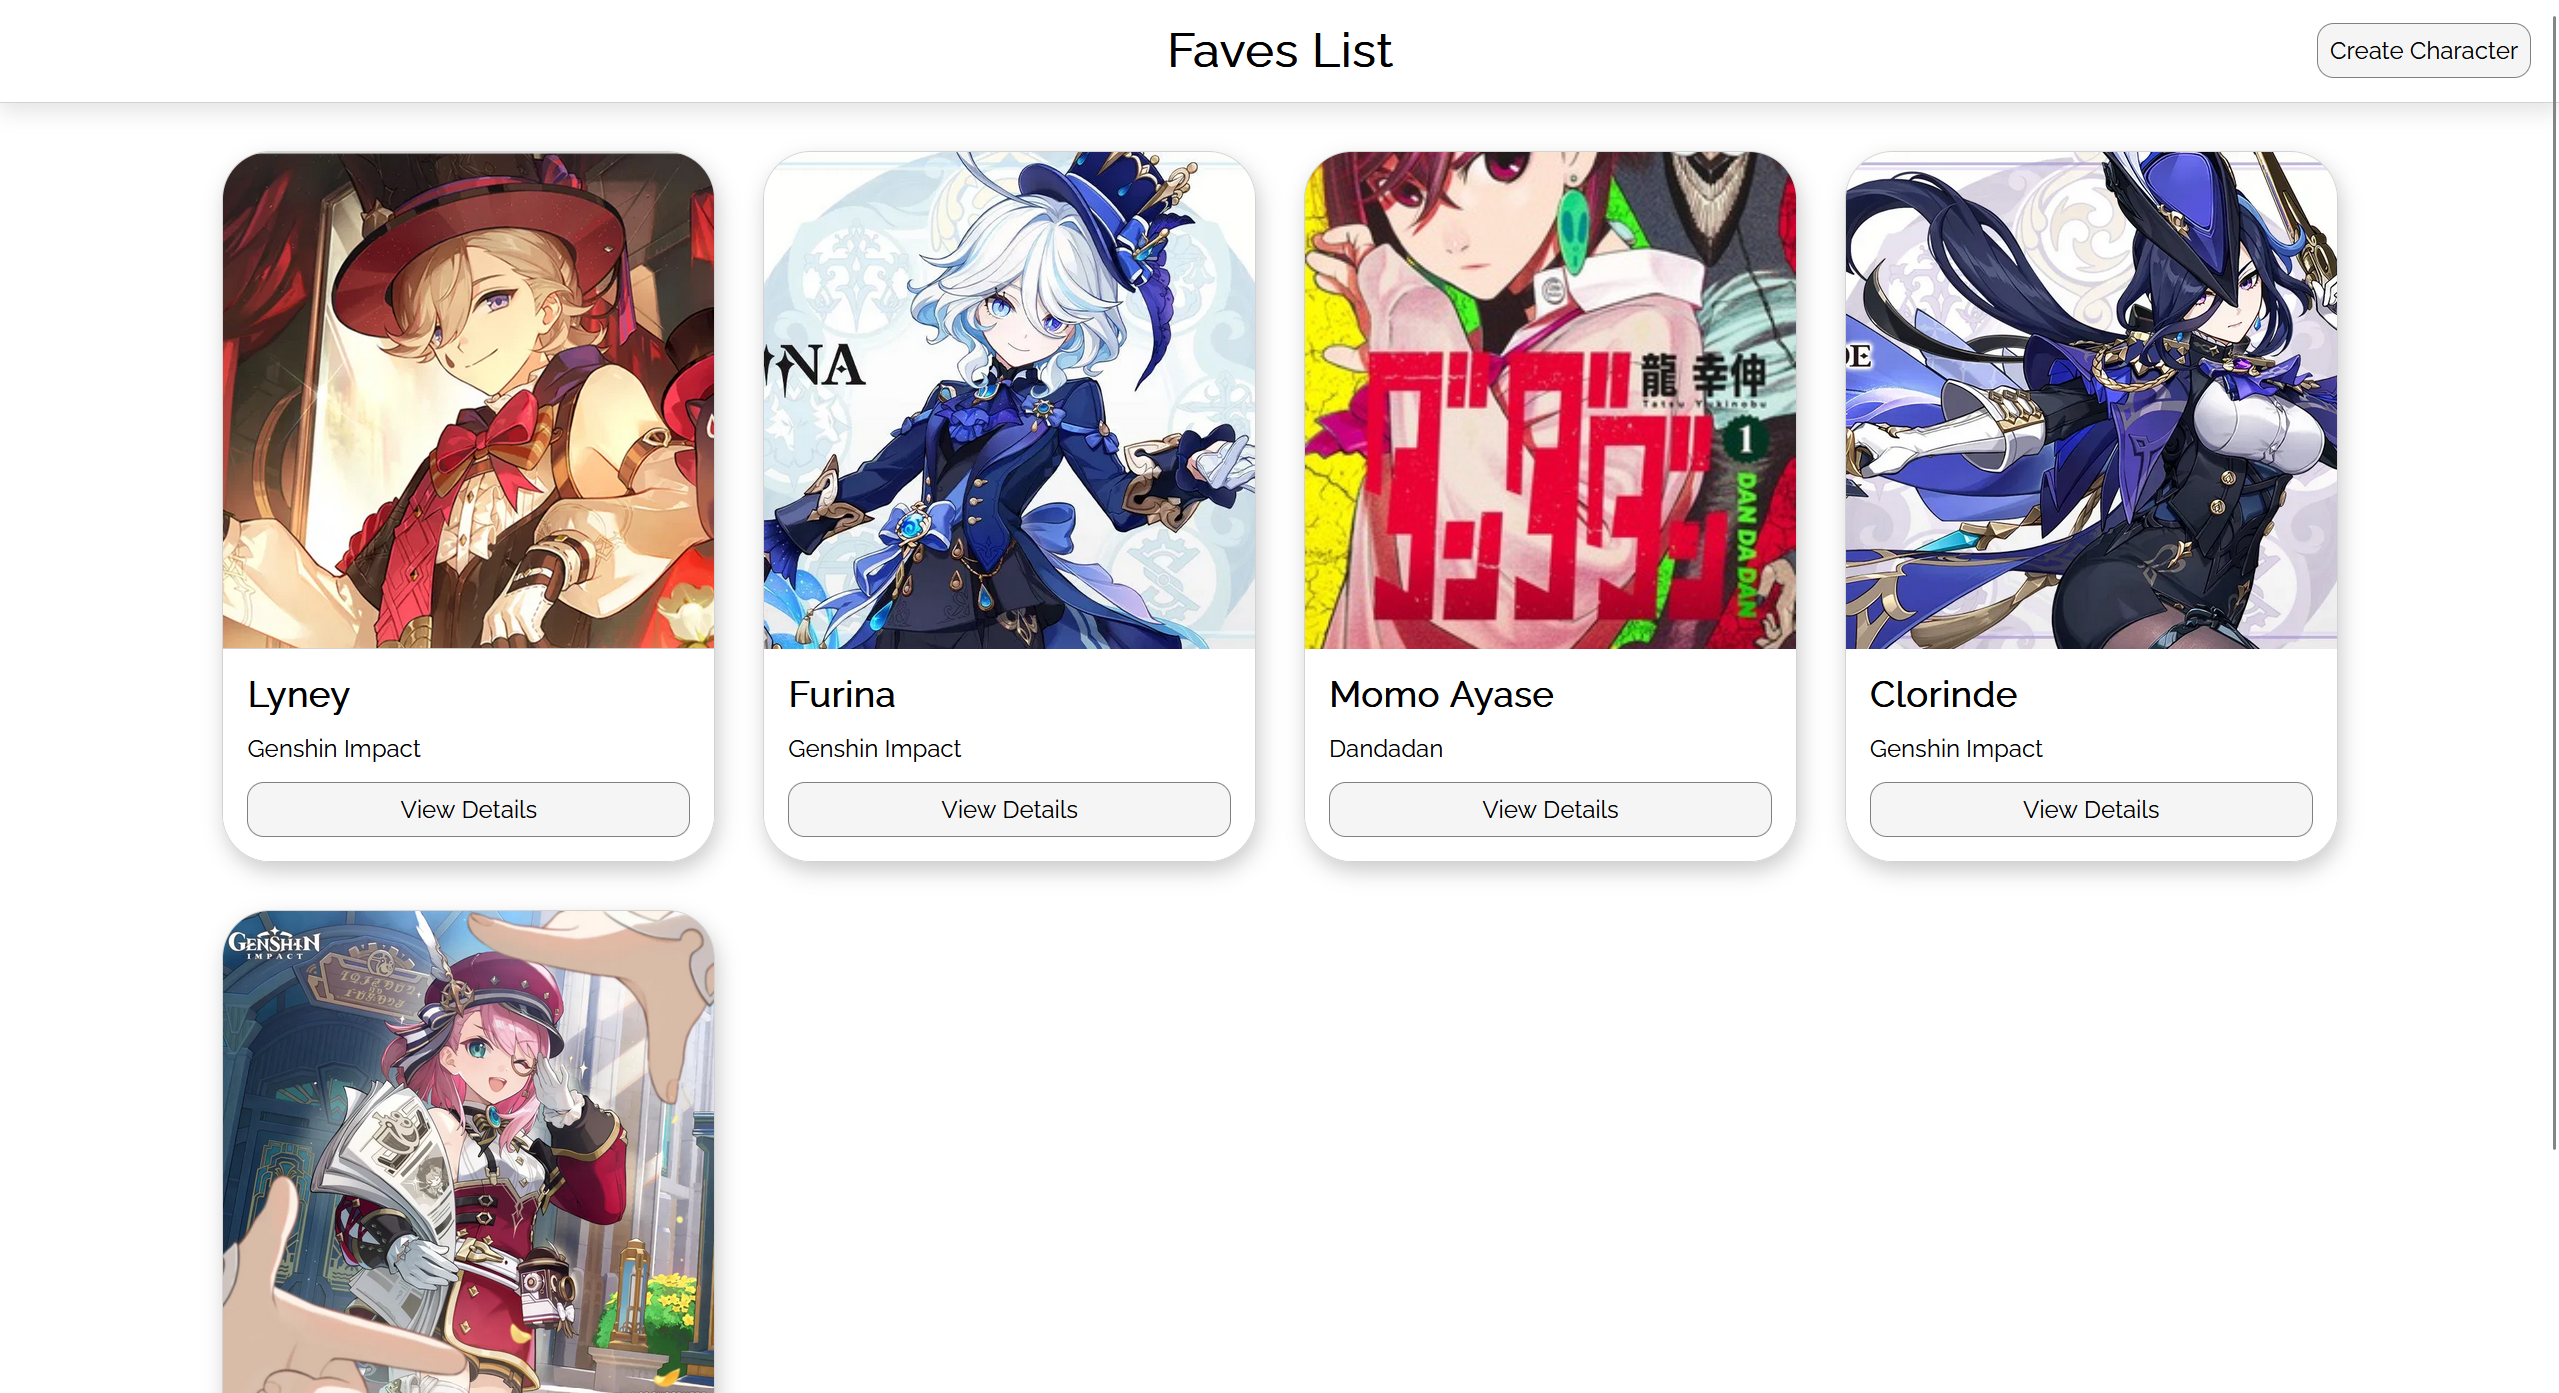 Faves List
Create Character
INA
DE
龍 幸伸
Tatsu Yukinobu
1
ダンダダン
DAN DA DAN
Lyney
Genshin Impact
View Details
Furina
Genshin Impact
View Details
Momo Ayase
Dandadan
View Details
Clorinde
Genshin Impact
View Details
GENSHIN
IMPACT